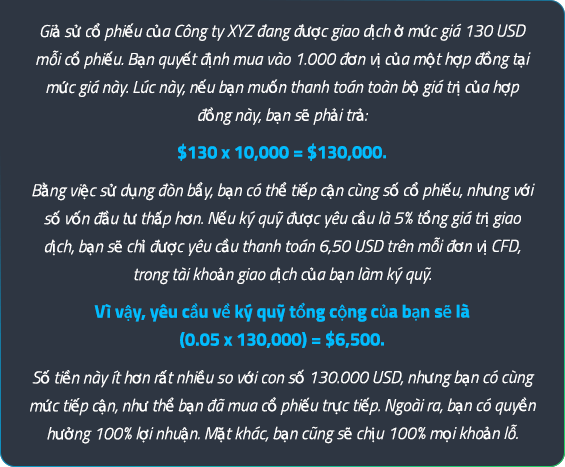 Giả sử cổ phiếu của Công ty XYZ đang được giao dịch ở mức giá 130 USD
mỗi cổ phiếu. Bạn quyết định mua vào 1.000 đơn vị của một hợp đồng tại
mức giá này. Lúc này, nếu bạn muốn thanh toán toàn bộ giá trị của hợp
đồng này, bạn sẽ phải trả:
$130 x 10,000 = $130,000.
Bằng việc sử dụng đòn bẩy, bạn có thể tiếp cận cùng số cổ phiếu, nhưng với
số vốn đầu tư thấp hơn. Nếu ký quỹ được yêu cầu là 5% tổng giá trị giao
dịch, bạn sẽ chỉ được yêu cầu thanh toán 6,50 USD trên mỗi đơn vị CFD,
trong tài khoản giao dịch của bạn làm ký quỹ.
Vì vậy, yêu cầu về ký quỹ tổng cộng của bạn sẽ là
(0.05 x 130,000) = $6,500.
Số tiền này ít hơn rất nhiều so với con số 130.000 USD, nhưng bạn có cùng
mức tiếp cận, như thể bạn đã mua cổ phiếu trực tiếp. Ngoài ra, bạn có quyền
hưởng 100% lợi nhuận. Mặt khác, bạn cũng sẽ chịu 100% mọi khoản lỗ.